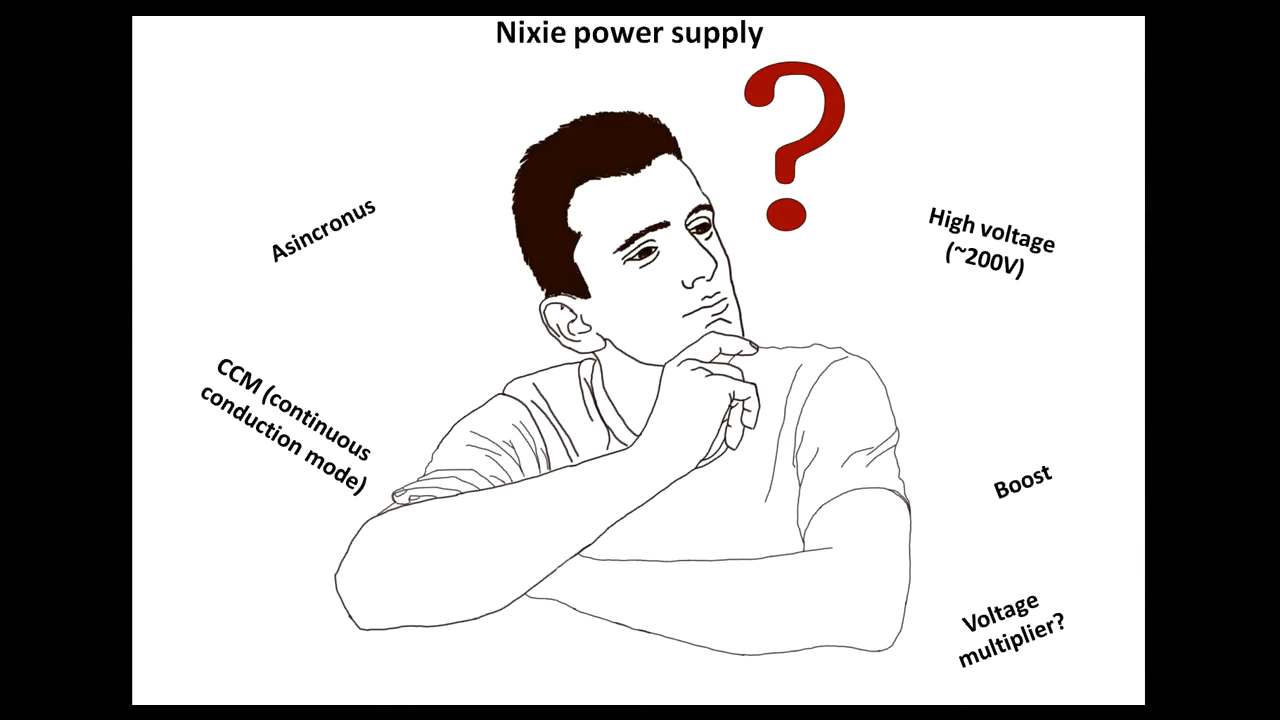 Nixie power supply
Asincronus
High voltage
(~200V)
CCM (continuous
conduction mode)
Boost
Voltage
multiplier?